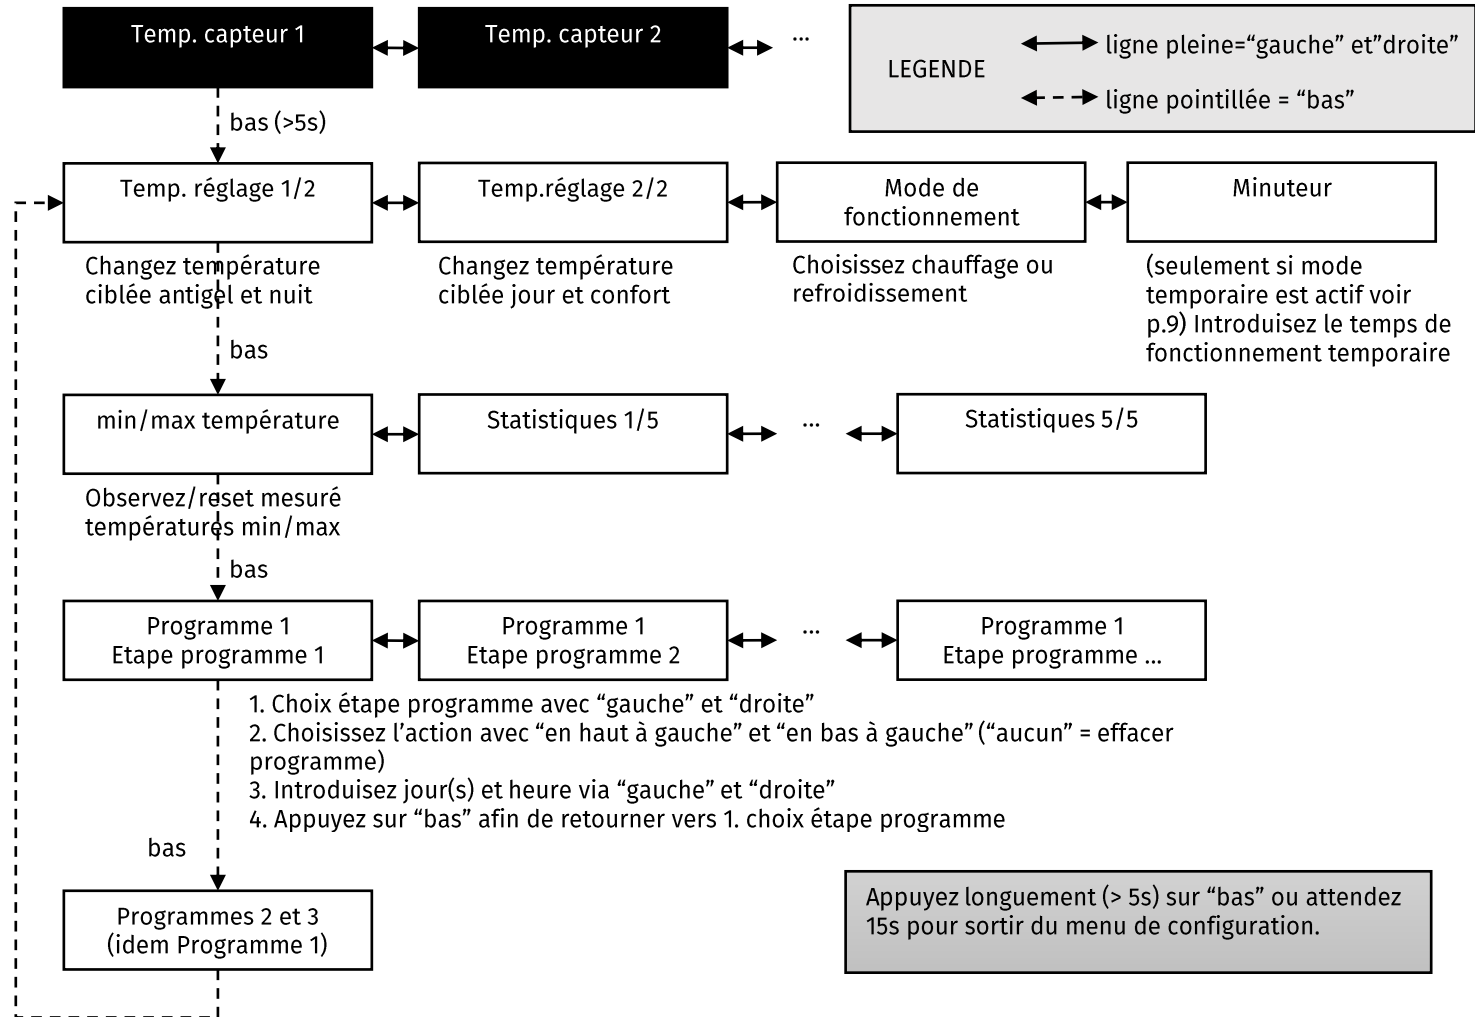 Temp. capteur 1
Temp. capteur 2
...
LEGENDE
ligne pleine=“gauche” et”droite”
ligne pointillée = “bas”
bas (>5s)
Temp. réglage 1/2
Temp.réglage 2/2
Mode de
fonctionnement
Minuteur
Changez température
ciblée antigel et nuit
Changez température
ciblée jour et confort
Choisissez chauffage ou
refroidissement
(seulement si mode
temporaire est actif voir
p.9) Introduisez le temps de
fonctionnement temporaire
bas
min/max température
Statistiques 1/5
...
Statistiques 5/5
Observez/reset mesuré
températures min/max
bas
Programme 1
Etape programme 1
Programme 1
Etape programme 2
...
Programme 1
Etape programme ...
1. Choix étape programme avec “gauche” et “droite”
2. Choisissez l’action avec “en haut à gauche” et “en bas à gauche” (“aucun” = effacer
programme)
3. Introduisez jour(s) et heure via “gauche” et “droite”
4. Appuyez sur “bas” afin de retourner vers 1. choix étape programme
bas
Programmes 2 et 3
(idem Programme 1)
Appuyez longuement (> 5s) sur “bas” ou attendez
15s pour sortir du menu de configuration.